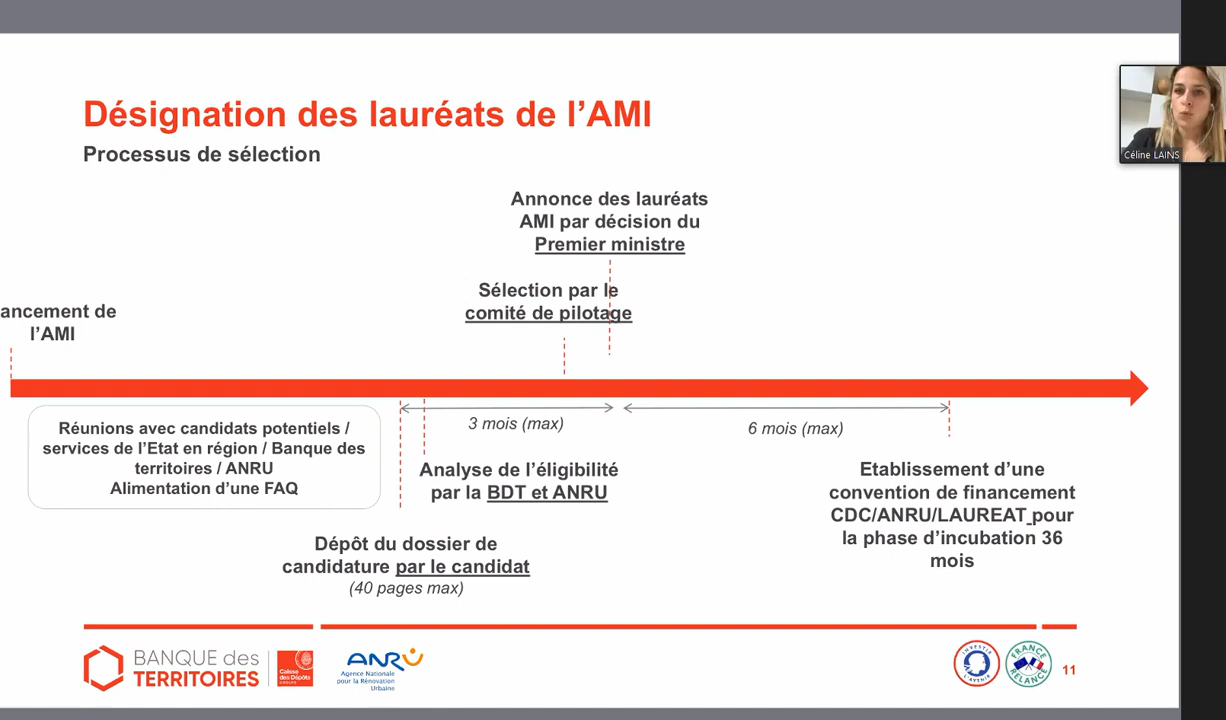 Désignation des lauréats de l’AMI
Processus de sélection
Céline LAINS
Annonce des lauréats
AMI par décision du
Premier ministre
Sélection par le
comité de pilotage
ancement de
l’AMI
3 mois (max)
6 mois (max)
Réunions avec candidats potentiels /
services de l’Etat en région / Banque des
territoires / ANRU
Alimentation d’une FAQ
Analyse de l’éligibilité
par la BDT et ANRU
Etablissement d’une
convention de financement
CDC/ANRU/LAUREAT pour
la phase d’incubation 36
mois
Dépôt du dossier de
candidature par le candidat
(40 pages max)
BANQUE des
TERRITOIRES
Caisse
des Dépôts
GROUPE
ANRU
Agence Nationale
pour la Rénovation
Urbaine
INVESTIR
L'AVENIR
FRANCE
RELANCE
11